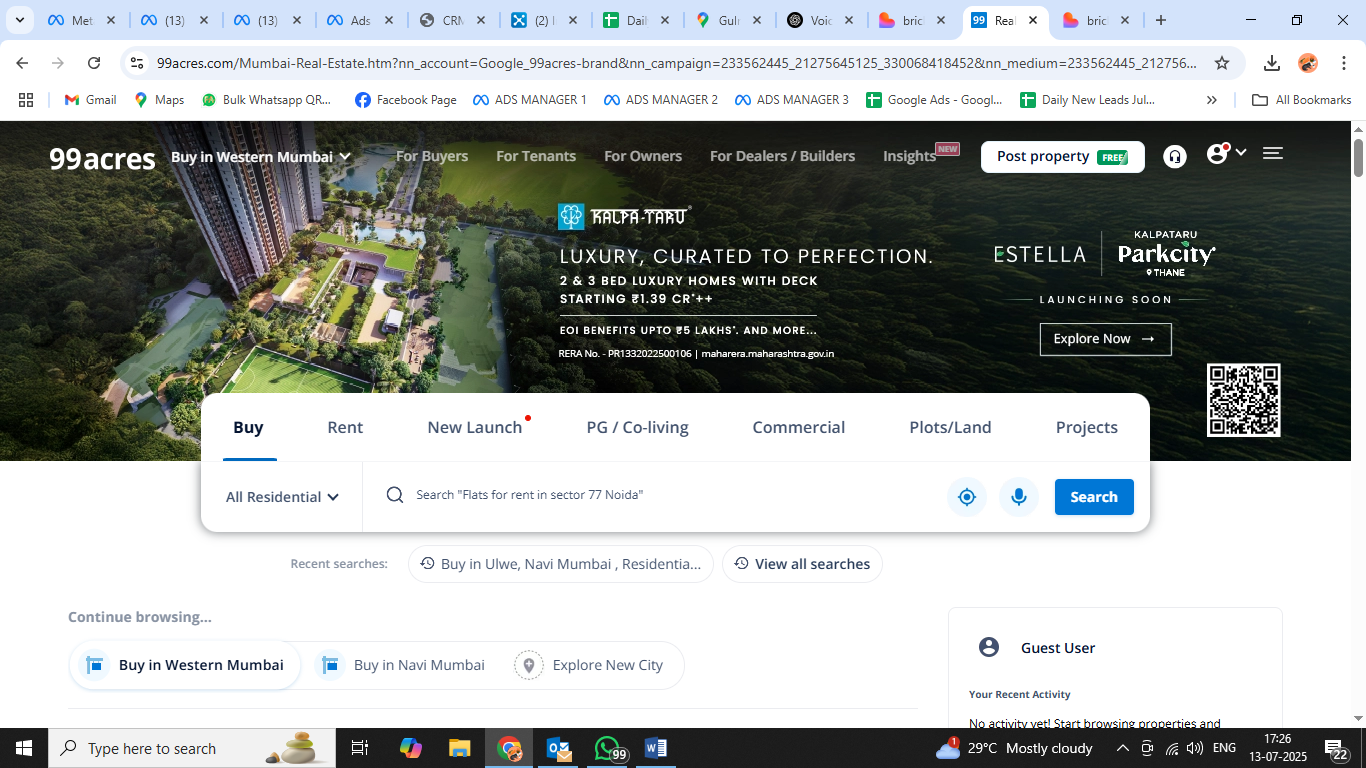 Met
(13)
(13)
Ads
CRM
(2) I
Dail
Guln
Voic
bric
Real
bric
99acres.com/Mumbai-Real-Estate.htm?nn_account=Google_99acres-brand&nn_campaign=233562445_21275645125_330068418452&nn_medium=233562445_212756...
Gmail
Maps
Bulk Whatsapp QR...
Facebook Page
ADS MANAGER 1
ADS MANAGER 2
ADS MANAGER 3
Google Ads - Googl...
Daily New Leads Jul...
All Bookmarks
99acres
Buy in Western Mumbai
For Buyers
For Tenants
For Owners
For Dealers / Builders
Insights
NEW
Post property
FREE
KALPA-TARU®
LUXURY, CURATED TO PERFECTION.
2 & 3 BED LUXURY HOMES WITH DECK
STARTING ₹1.39 CR*++
EOI BENEFITS UPTO ₹5 LAKHS*. AND MORE...
RERA No. - PR1332022500106 | maharera.maharashtra.gov.in
ESTELLA
KALPATARU
Parkcity
THANE
LAUNCHING SOON
Explore Now
Buy
Rent
New Launch
PG / Co-living
Commercial
Plots/Land
Projects
All Residential
Search "Flats for rent in sector 77 Noida"
Search
Recent searches:
Buy in Ulwe, Navi Mumbai , Residentia...
View all searches
Continue browsing...
Buy in Western Mumbai
Buy in Navi Mumbai
Explore New City
Guest User
Your Recent Activity
No activity yet! Start browsing properties and
Type here to search
99
1
29°C Mostly cloudy
ENG
17:26
13-07-2025
22